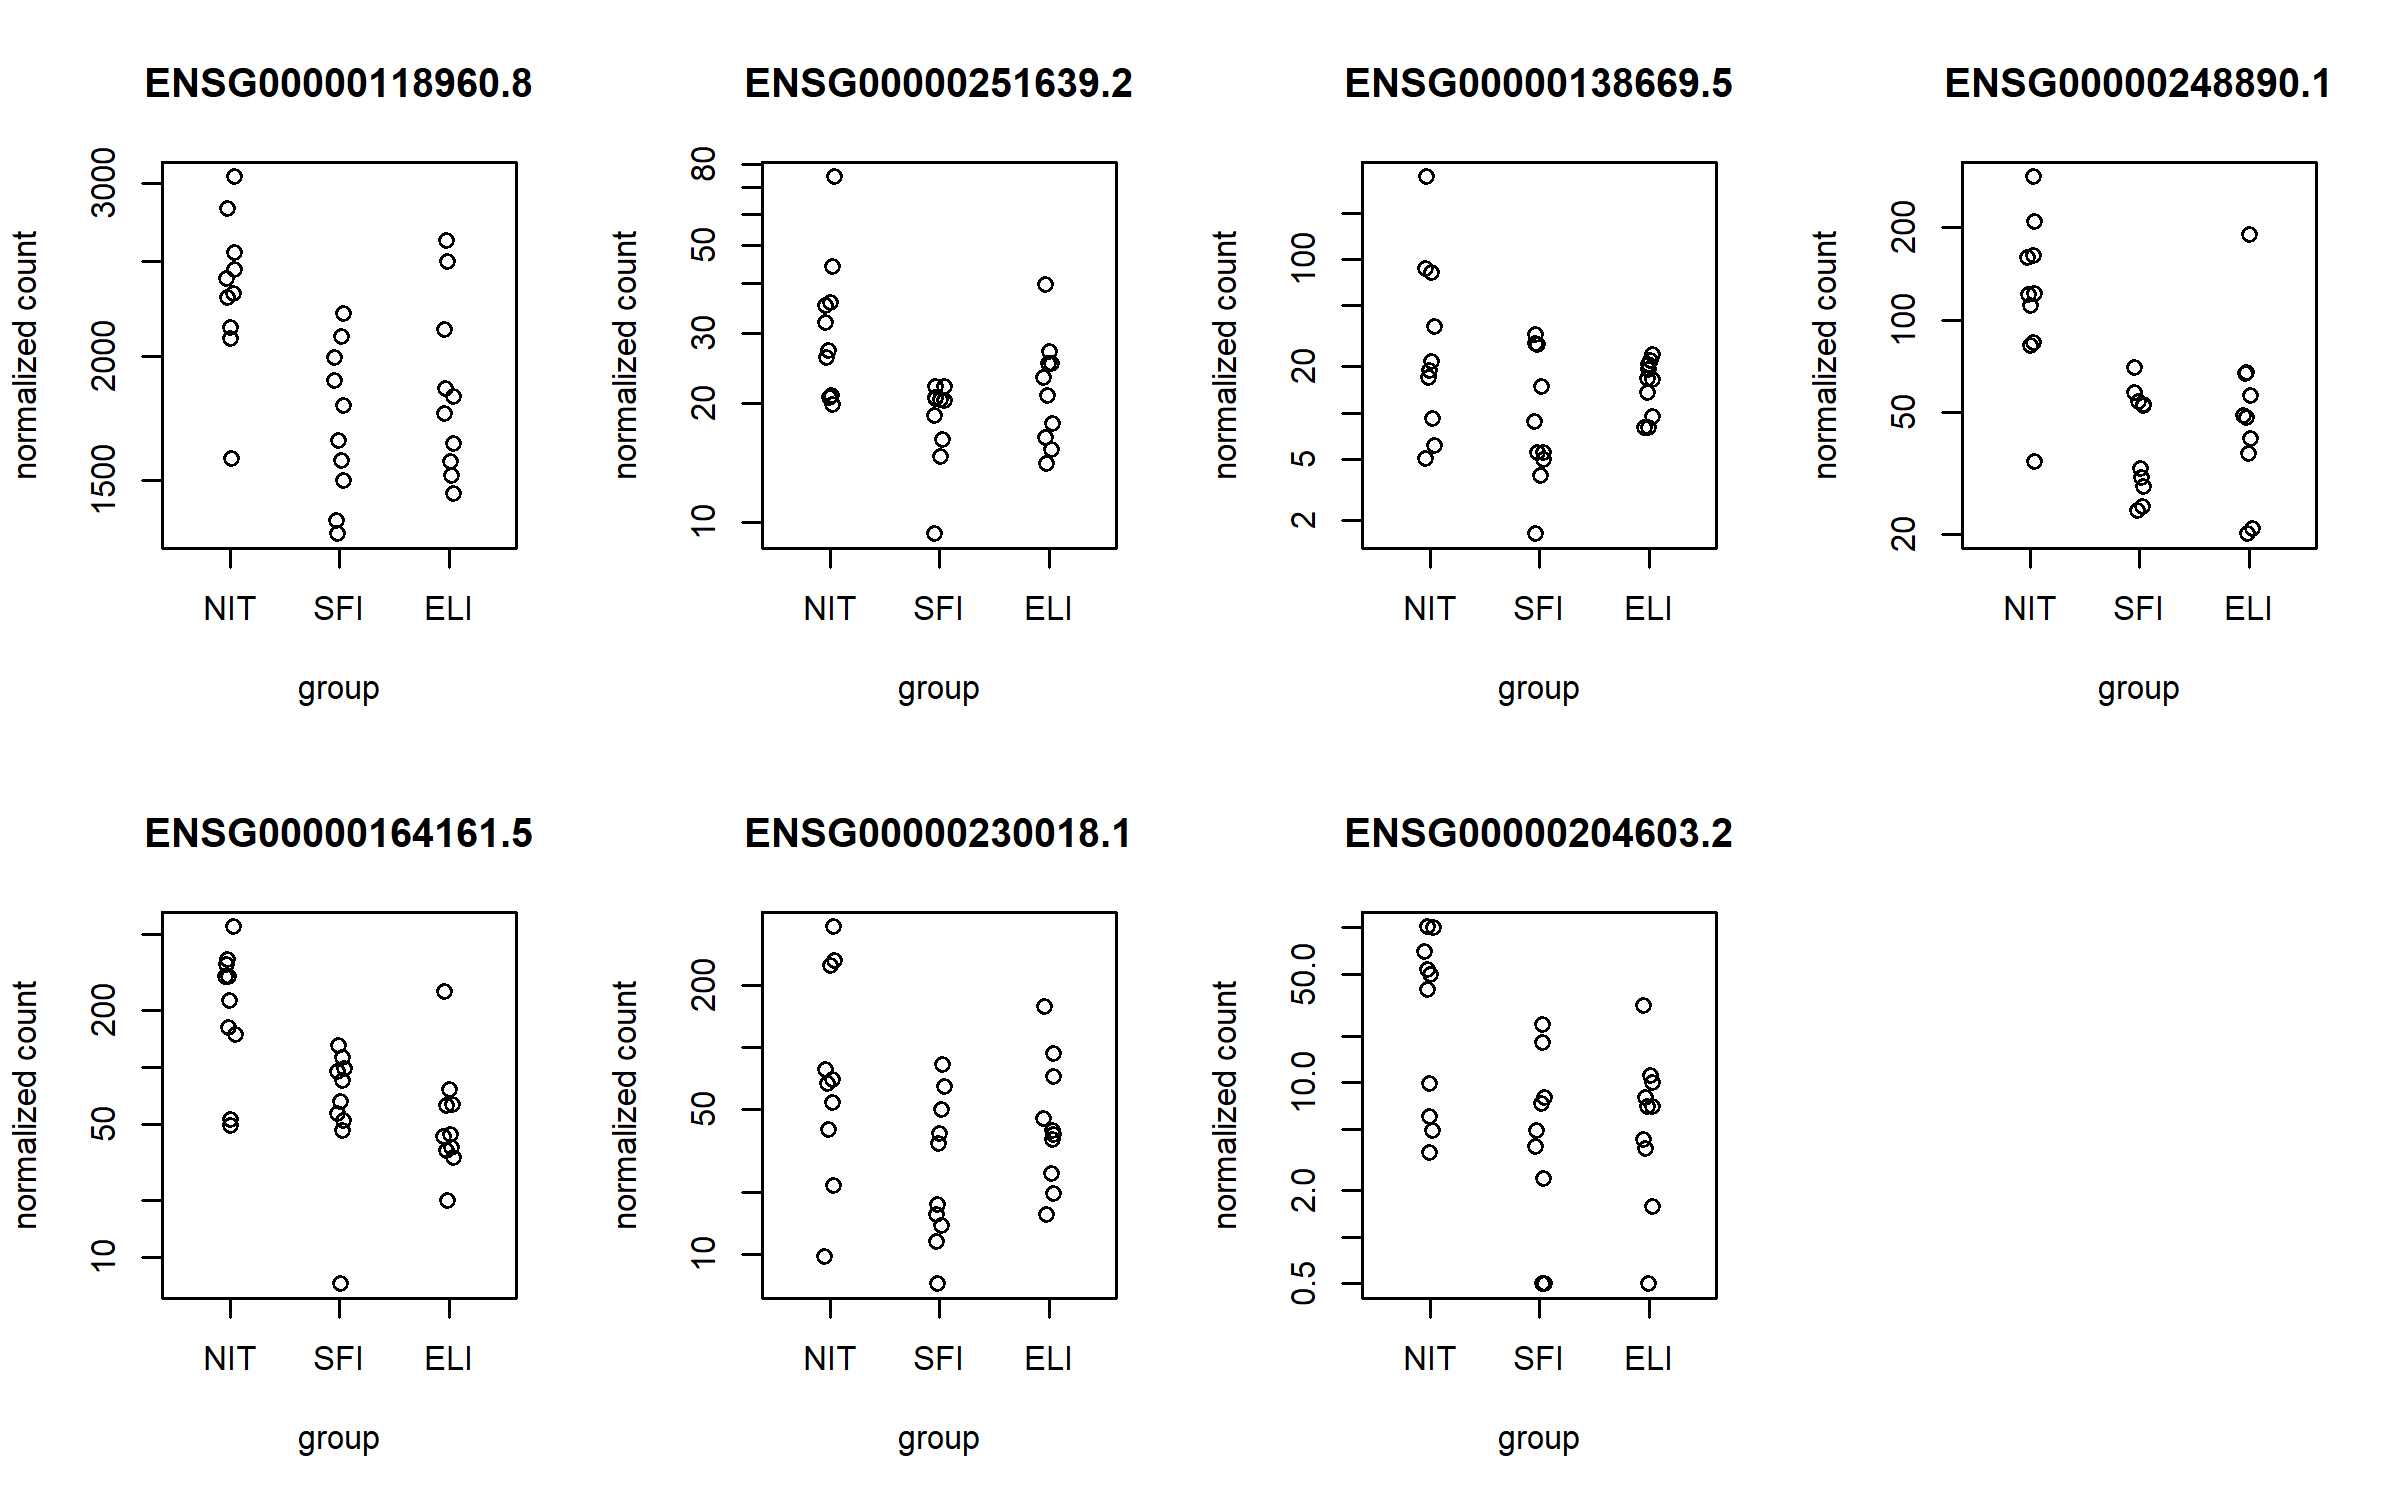 ENSG00000118960.8
normalized count
3000
2000
1500
NIT SFI ELI
group
ENSG00000251639.2
normalized count
80
50
30
20
10
NIT SFI ELI
group
ENSG00000138669.5
normalized count
100
20
5
2
NIT SFI ELI
group
ENSG00000248890.1
normalized count
200
100
50
20
NIT SFI ELI
group
ENSG00000164161.5
normalized count
200
50
10
NIT SFI ELI
group
ENSG00000230018.1
normalized count
200
50
10
NIT SFI ELI
group
ENSG00000204603.2
normalized count
50.0
10.0
2.0
0.5
NIT SFI ELI
group